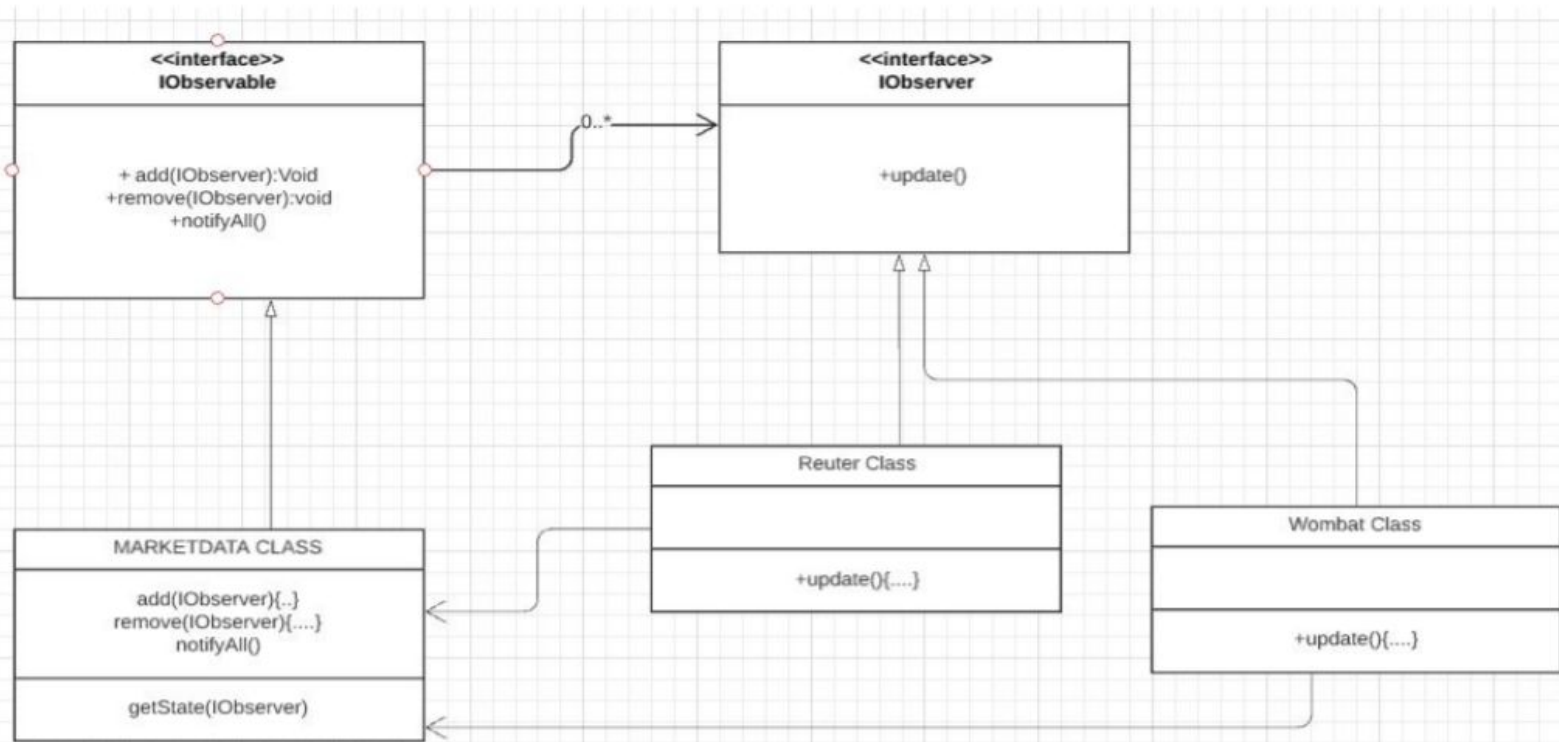 <<interface>>
IObservable
+ add(IObserver):Void
+remove(IObserver):void
+notifyAll()
0..*
<<interface>>
IObserver
+update()
MARKETDATA CLASS
add(IObserver){..}
remove(IObserver){....}
notifyAll()
getState(IObserver)
Reuter Class
+update(){....}
Wombat Class
+update(){....}